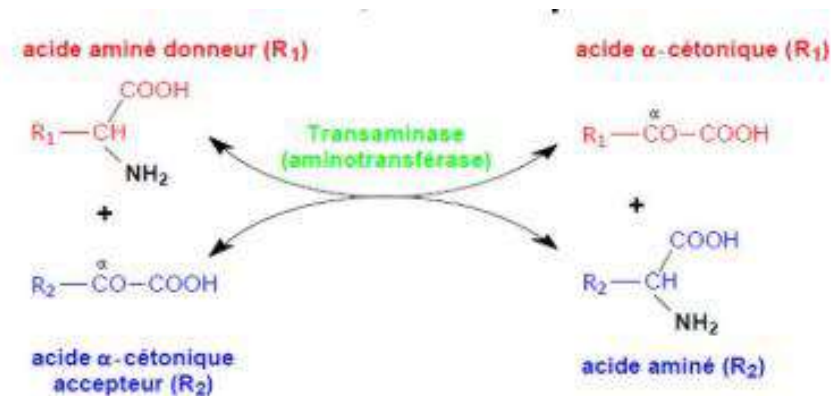 acide aminé donneur (R1)
COOH
R1—CH
NH2
+
α
R2—CO—COOH
acide α-cétonique
accepteur (R2)
Transaminase
(aminotransférase)
acide α-cétonique (R1)
α
R1—CO—COOH
+
COOH
R2—CH
NH2
acide aminé (R2)